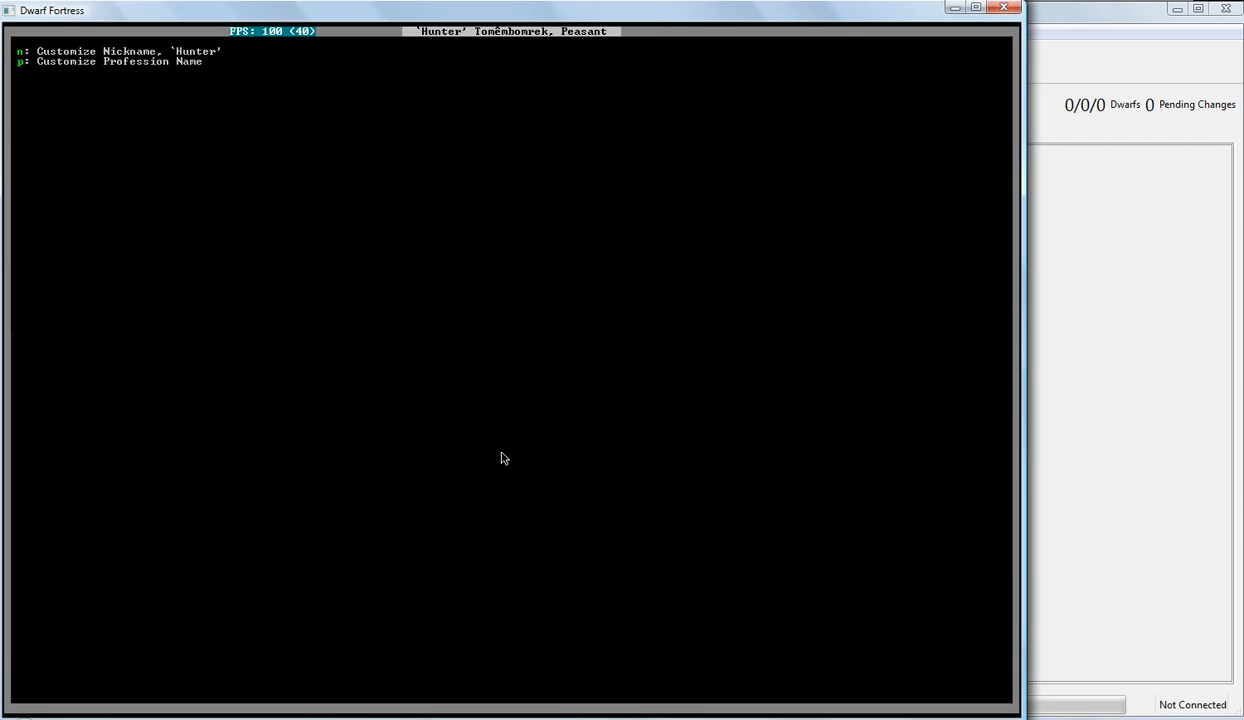 Dwarf Fortress
FPS: 100 (40)
`Hunter' Tomêmbomrek, Peasant
n: Customize Nickname, `Hunter'
p: Customize Profession Name
0/0/0 Dwarfs 0 Pending Changes
Not Connected